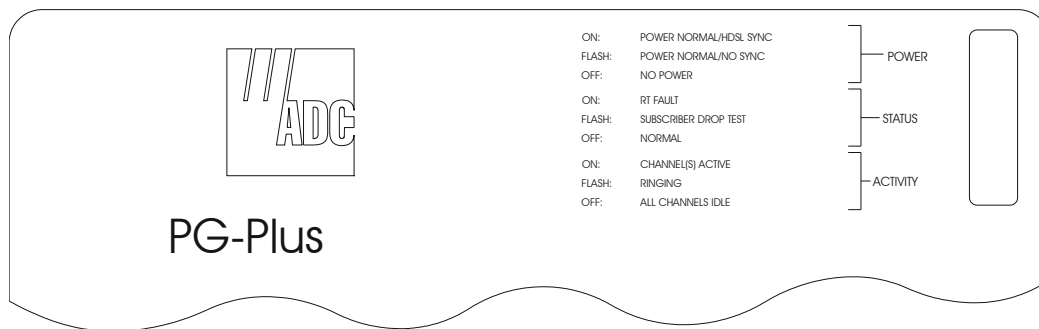 ADC
PG-Plus
ON: POWER NORMAL/HDSL SYNC
FLASH: POWER NORMAL/NO SYNC
OFF: NO POWER
POWER
ON: RT FAULT
FLASH: SUBSCRIBER DROP TEST
OFF: NORMAL
STATUS
ON: CHANNEL(S) ACTIVE
FLASH: RINGING
OFF: ALL CHANNELS IDLE
ACTIVITY